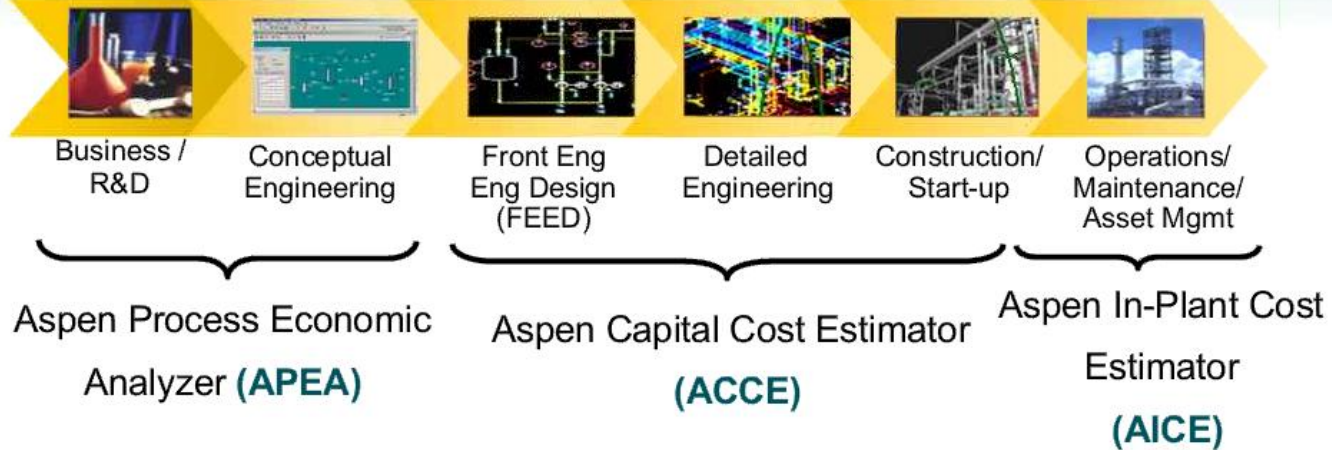 Business /
R&D
Conceptual
Engineering
Front Eng
Eng Design
(FEED)
Detailed
Engineering
Construction/
Start-up
Operations/
Maintenance/
Asset Mgmt
Aspen Process Economic
Analyzer (APEA)
Aspen Capital Cost Estimator
(ACCE)
Aspen In-Plant Cost
Estimator
(AICE)